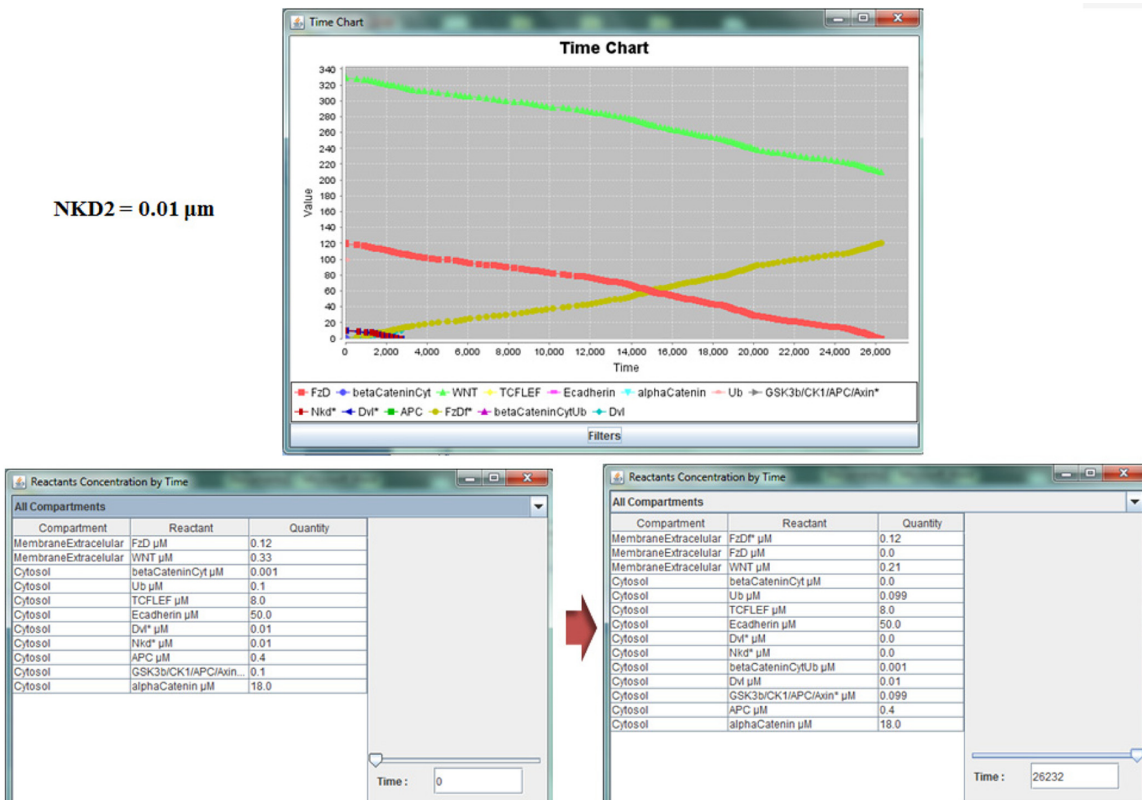 Time Chart
Time Chart
NKD2 = 0.01 μm
Value
340
320
300
280
260
240
220
200
180
160
140
120
100
80
60
40
20
0
0 2,000 4,000 6,000 8,000 10,000 12,000 14,000 16,000 18,000 20,000 22,000 24,000 26,000
Time
FzD betaCateninCyt WNT TCFLEF Ecadherin alphaCatenin Ub GSK3b/CK1/APC/Axin*
Nkd* Dvl* APC FzDf* betaCateninCytUb Dvl
Filters
Reactants Concentration by Time
All Compartments
Compartment Reactant Quantity
MembraneExtracelular FzD μM 0.12
MembraneExtracelular WNT μM 0.33
Cytosol betaCateninCyt μM 0.001
Cytosol Ub μM 0.1
Cytosol TCFLEF μM 8.0
Cytosol Ecadherin μM 50.0
Cytosol Dvl* μM 0.01
Cytosol Nkd* μM 0.01
Cytosol APC μM 0.4
Cytosol GSK3b/CK1/APC/Axin... 0.1
Cytosol alphaCatenin μM 18.0
Time : 0
Reactants Concentration by Time
All Compartments
Compartment Reactant Quantity
MembraneExtracelular FzDf* μM 0.12
MembraneExtracelular FzD μM 0.0
MembraneExtracelular WNT μM 0.21
Cytosol betaCateninCyt μM 0.0
Cytosol Ub μM 0.099
Cytosol TCFLEF μM 8.0
Cytosol Ecadherin μM 50.0
Cytosol Dvl* μM 0.0
Cytosol Nkd* μM 0.0
Cytosol betaCateninCytUb μM 0.001
Cytosol Dvl μM 0.01
Cytosol GSK3b/CK1/APC/Axin* μM 0.099
Cytosol APC μM 0.4
Cytosol alphaCatenin μM 18.0
Time : 26232